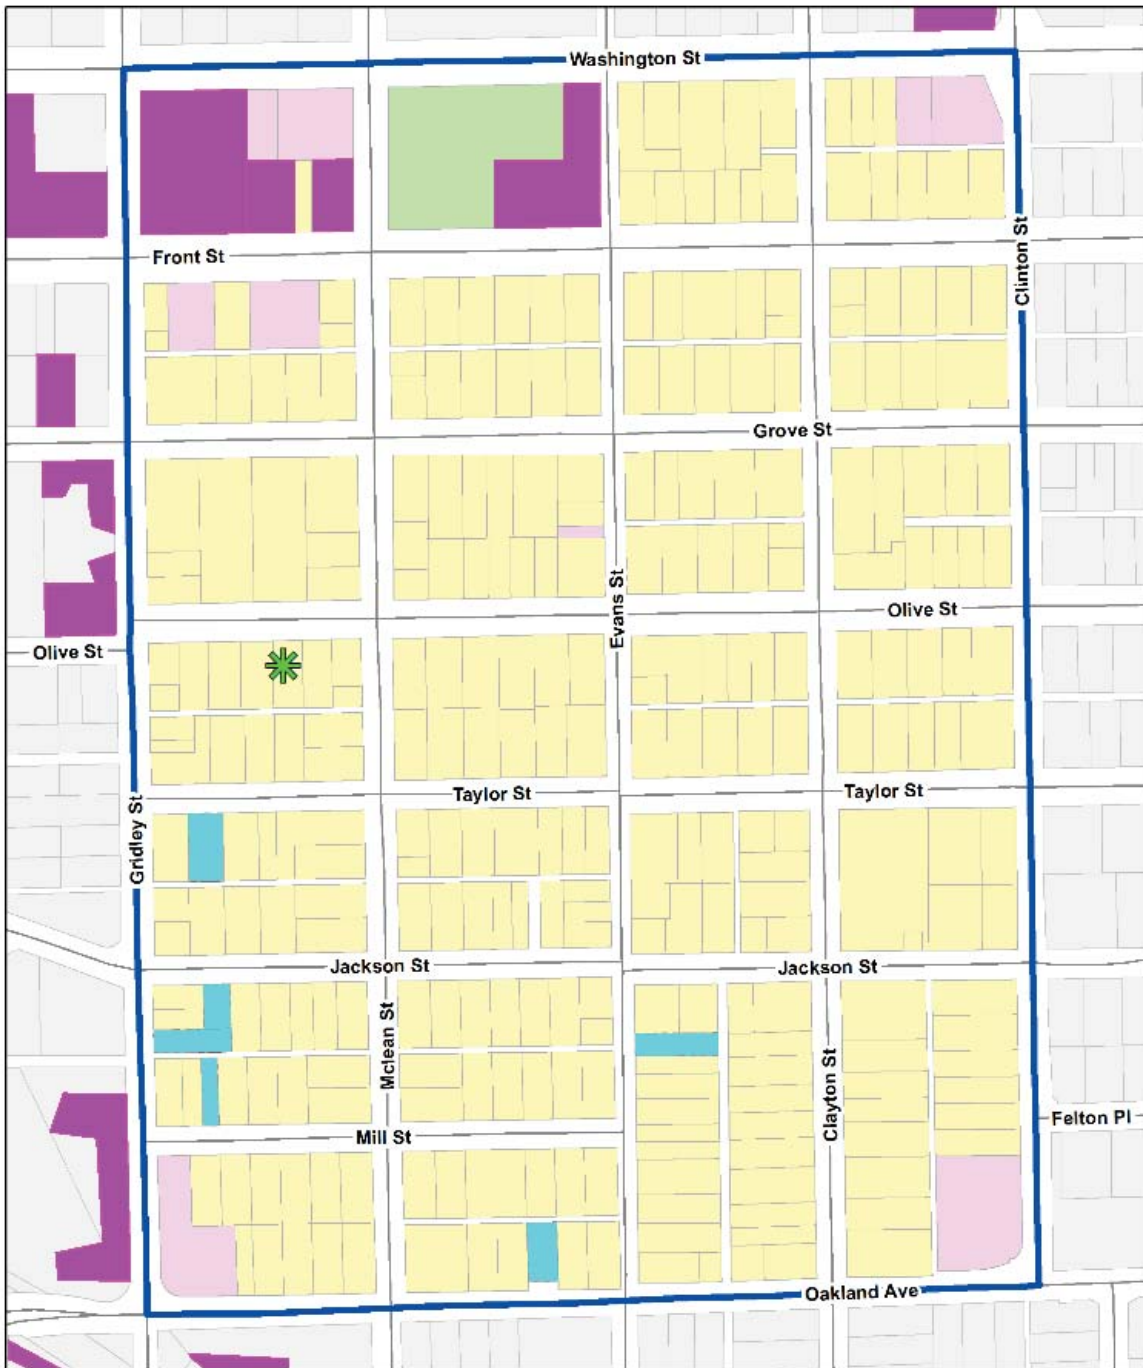 Washington St
Front St
Clinton St
Grove St
Evans St
Olive St
Olive St
Taylor St
Taylor St
Gridley St
Jackson St
Jackson St
Mclean St
Clayton St
Mill St
Felton Pl
Oakland Ave